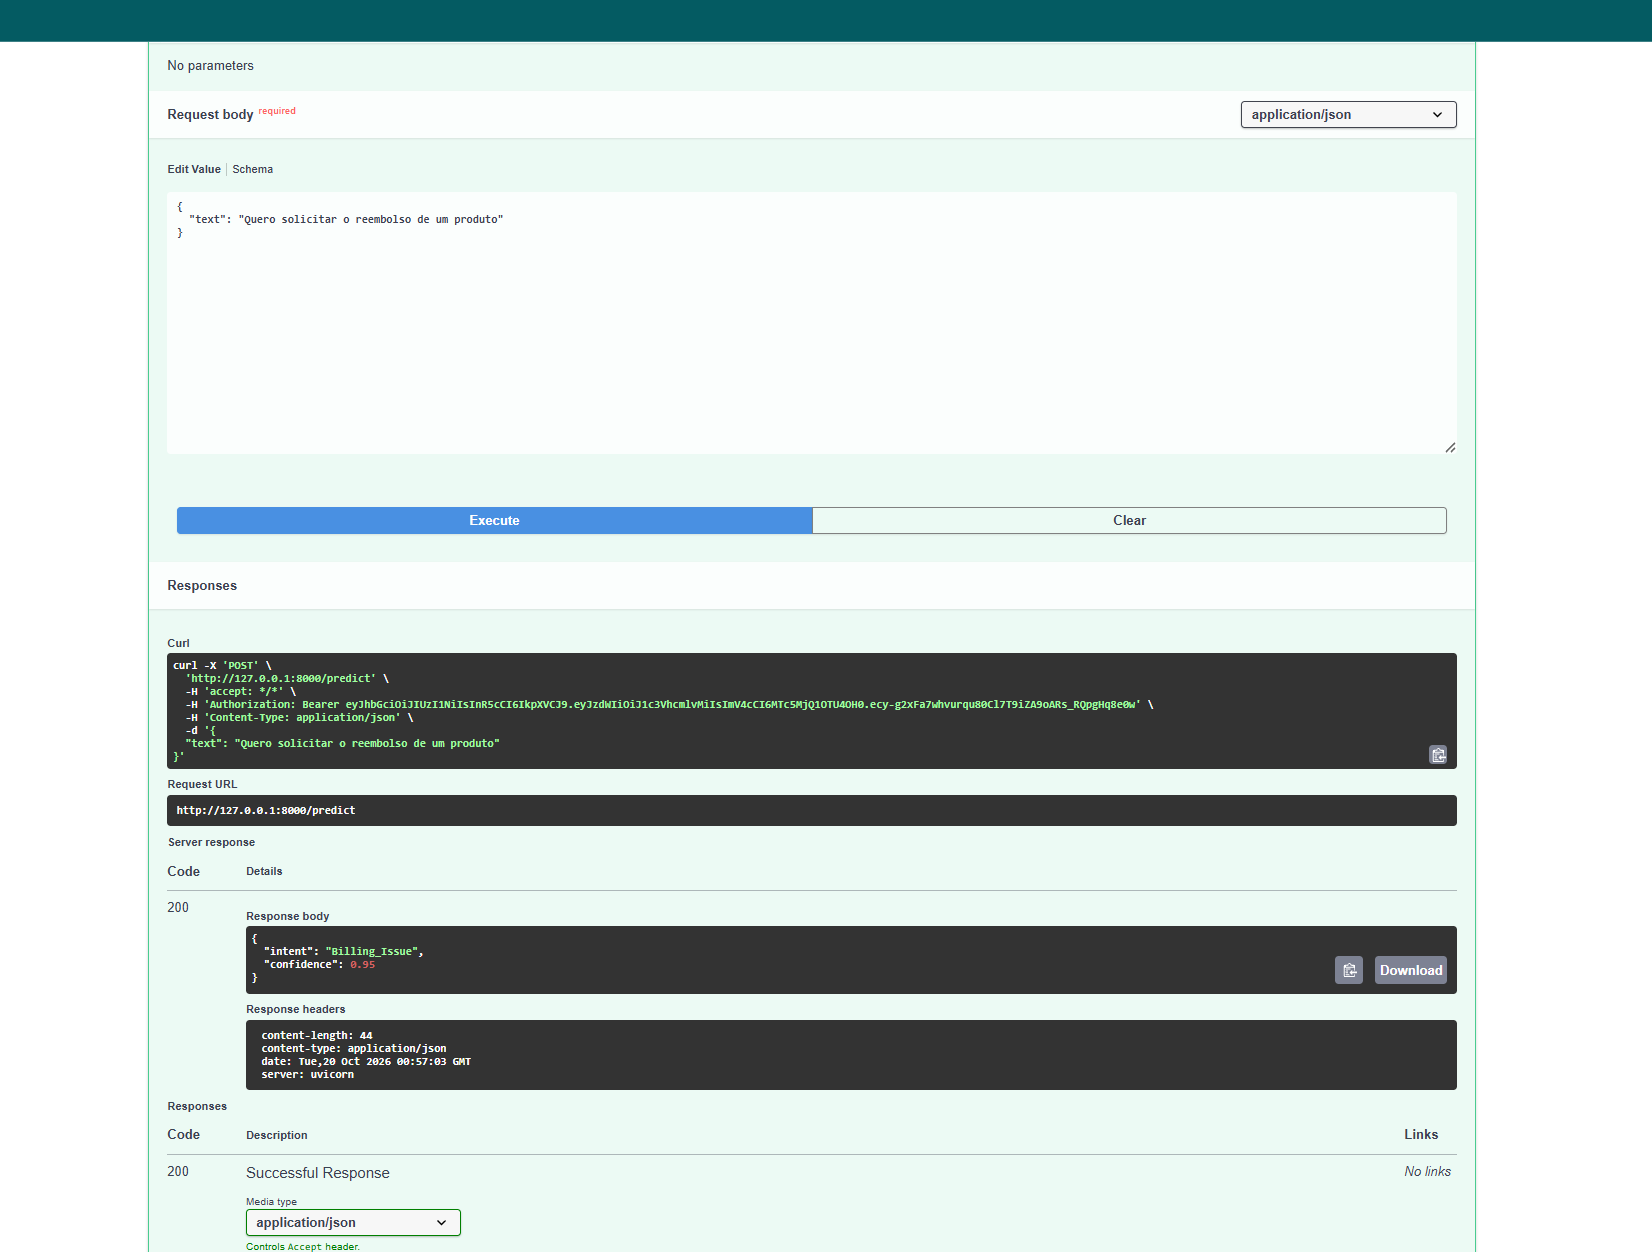 No parameters
Request body required
application/json
Edit Value | Schema
{
"text": "Quero solicitar o reembolso de um produto"
}
Execute
Clear
Responses
Curl
curl -X 'POST' \
'http://127.0.0.1:8000/predict' \
-H 'accept: */*' \
-H 'Authorization: Bearer eyJhbGciOiJIUzI1NiIsInR5cCI6IkpXVCJ9.eyJzdWIiOiJ1c3VhcmlvMiIsImV4cCI6MTc5MjQ1OTU4OH0.ecy-g2xFa7whvurqu80Cl7T9iZA9oARs_RQpgHq8e0w' \
-H 'Content-Type: application/json' \
-d '{
"text": "Quero solicitar o reembolso de um produto"
}'
Request URL
http://127.0.0.1:8000/predict
Server response
Code Details
200
Response body
{
"intent": "Billing_Issue",
"confidence": 0.95
}
Download
Response headers
content-length: 44
content-type: application/json
date: Tue,20 Oct 2026 00:57:03 GMT
server: uvicorn
Responses
Code Description Links
200 Successful Response No links
Media type
application/json
Controls Accept header.